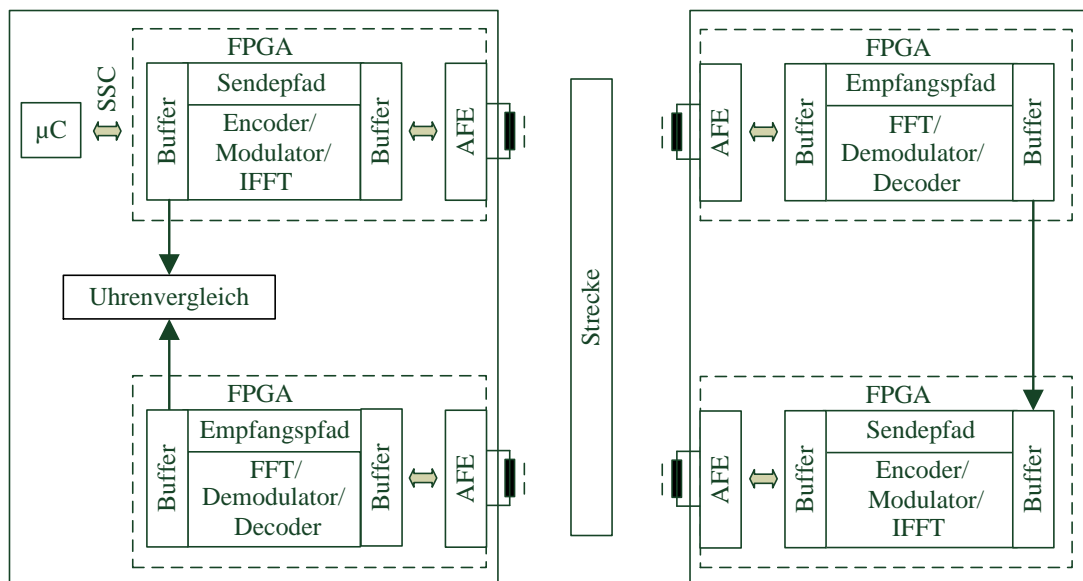 FPGA
µC
SSC
Buffer
Sendepfad
Encoder/
Modulator/
IFFT
Buffer
AFE
Uhrenvergleich
FPGA
Buffer
Empfangspfad
FFT/
Demodulator/
Decoder
Buffer
AFE
Strecke
FPGA
AFE
Buffer
Empfangspfad
FFT/
Demodulator/
Decoder
Buffer
FPGA
AFE
Buffer
Sendepfad
Encoder/
Modulator/
IFFT
Buffer